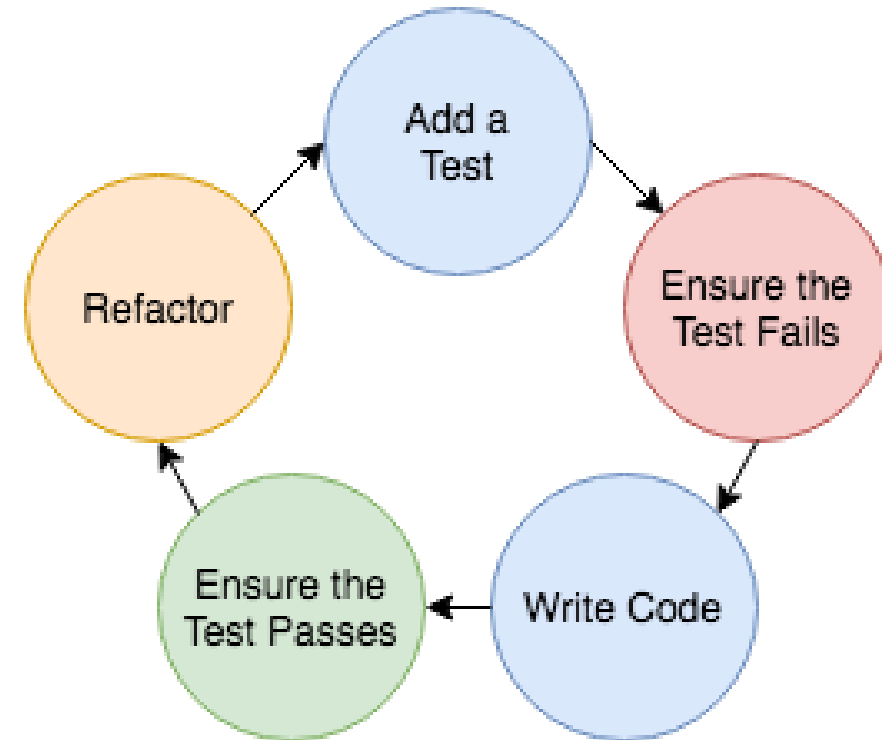 Add a
Test
Ensure the
Test Fails
Write Code
Ensure the
Test Passes
Refactor